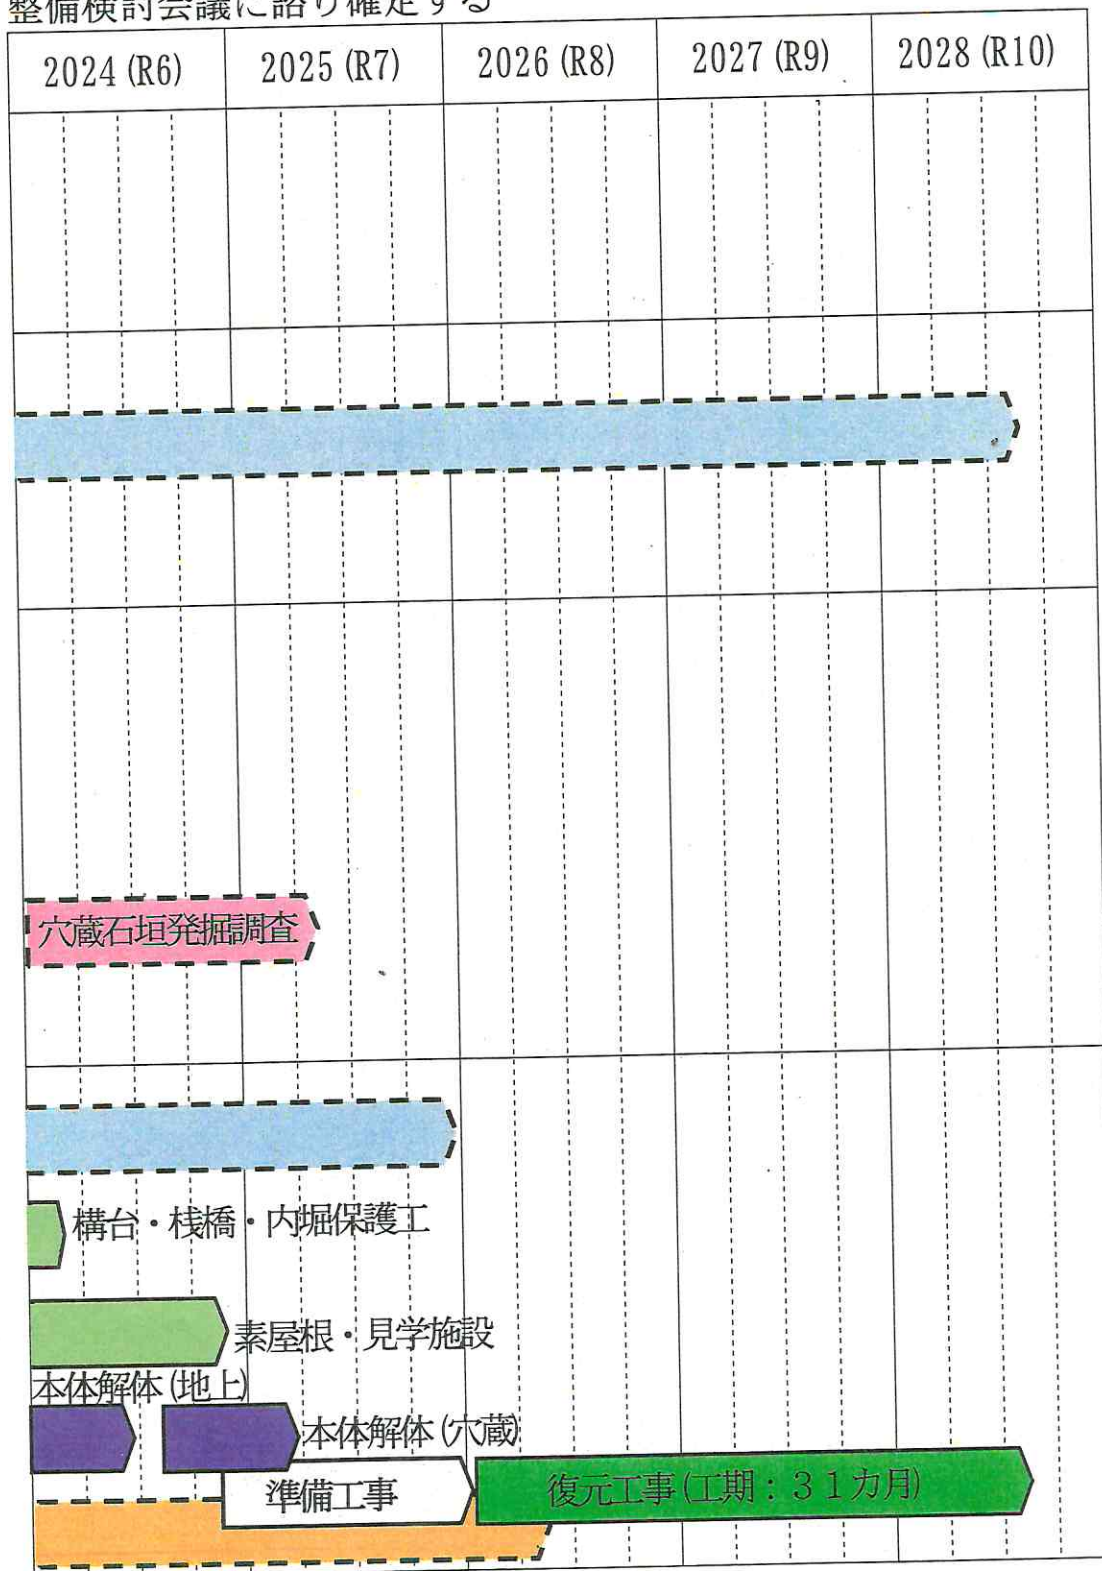 整備検討会議に諮り確定する
2024 (R6) 2025 (R7) 2026 (R8) 2027 (R9) 2028 (R10)
穴蔵石垣発掘調査
構台・桟橋・内堀保護工
素屋根・見学施設
本体解体(地上)
本体解体(穴蔵)
準備工事
復元工事(工期：３１カ月)